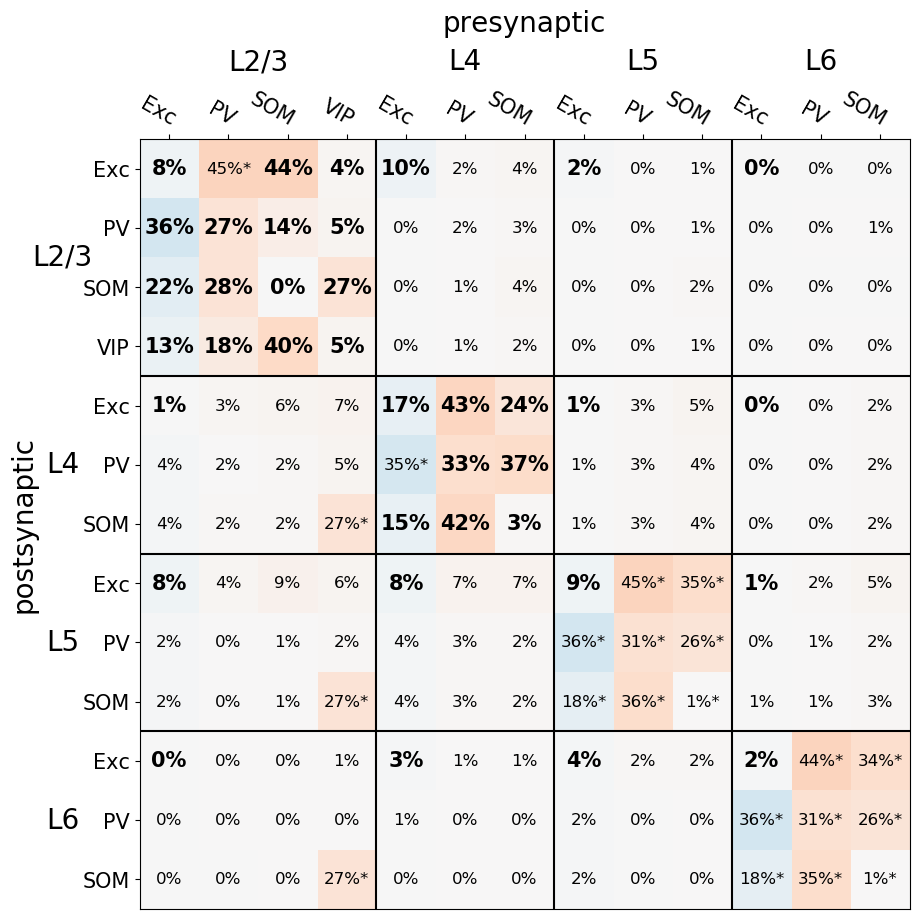 presynaptic
L2/3 L4 L5 L6
Exc PV SOM VIP Exc PV SOM Exc PV SOM Exc PV SOM
Exc 8% 45%* 44% 4% 10% 2% 4% 2% 0% 1% 0% 0% 0%
PV 36% 27% 14% 5% 0% 2% 3% 0% 0% 1% 0% 0% 1%
L2/3
SOM 22% 28% 0% 27% 0% 1% 4% 0% 0% 2% 0% 0% 0%
VIP 13% 18% 40% 5% 0% 1% 2% 0% 0% 1% 0% 0% 0%
Exc 1% 3% 6% 7% 17% 43% 24% 1% 3% 5% 0% 0% 2%
L4 PV 4% 2% 2% 5% 35%* 33% 37% 1% 3% 4% 0% 0% 2%
SOM 4% 2% 2% 27%* 15% 42% 3% 1% 3% 4% 0% 0% 2%
postsynaptic
Exc 8% 4% 9% 6% 8% 7% 7% 9% 45%* 35%* 1% 2% 5%
L5 PV 2% 0% 1% 2% 4% 3% 2% 36%* 31%* 26%* 0% 1% 2%
SOM 2% 0% 1% 27%* 4% 3% 2% 18%* 36%* 1%* 1% 1% 3%
Exc 0% 0% 0% 1% 3% 1% 1% 4% 2% 2% 2% 44%* 34%*
L6 PV 0% 0% 0% 0% 1% 0% 0% 2% 0% 0% 36%* 31%* 26%*
SOM 0% 0% 0% 27%* 0% 0% 0% 2% 0% 0% 18%* 35%* 1%*